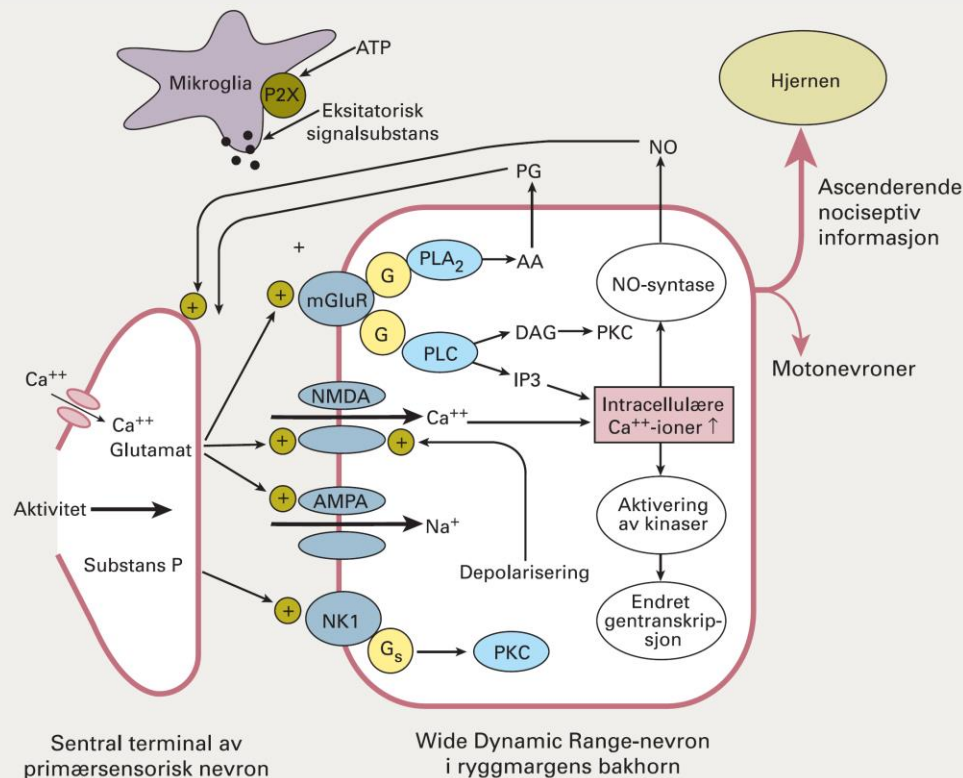 ATP
Mikroglia
P2X
Eksitatorisk
signalsubstans
Hjernen
NO
PG
Ascenderende
nociseptiv
informasjon
+
G
PLA2
AA
NO-syntase
+
mGluR
+
G
PLC
DAG
PKC
IP3
Motonevroner
Ca++
NMDA
Ca++
Intracellulære
Ca++-ioner ↑
Ca++
Glutamat
+
+
+
AMPA
Na+
Aktivitet
Aktivering
av kinaser
Substans P
Depolarisering
+
NK1
Endret
gentranskrip-
sjon
Gs
PKC
Sentral terminal av
primærsensorisk nevron
Wide Dynamic Range-nevron
i ryggmargens bakhorn